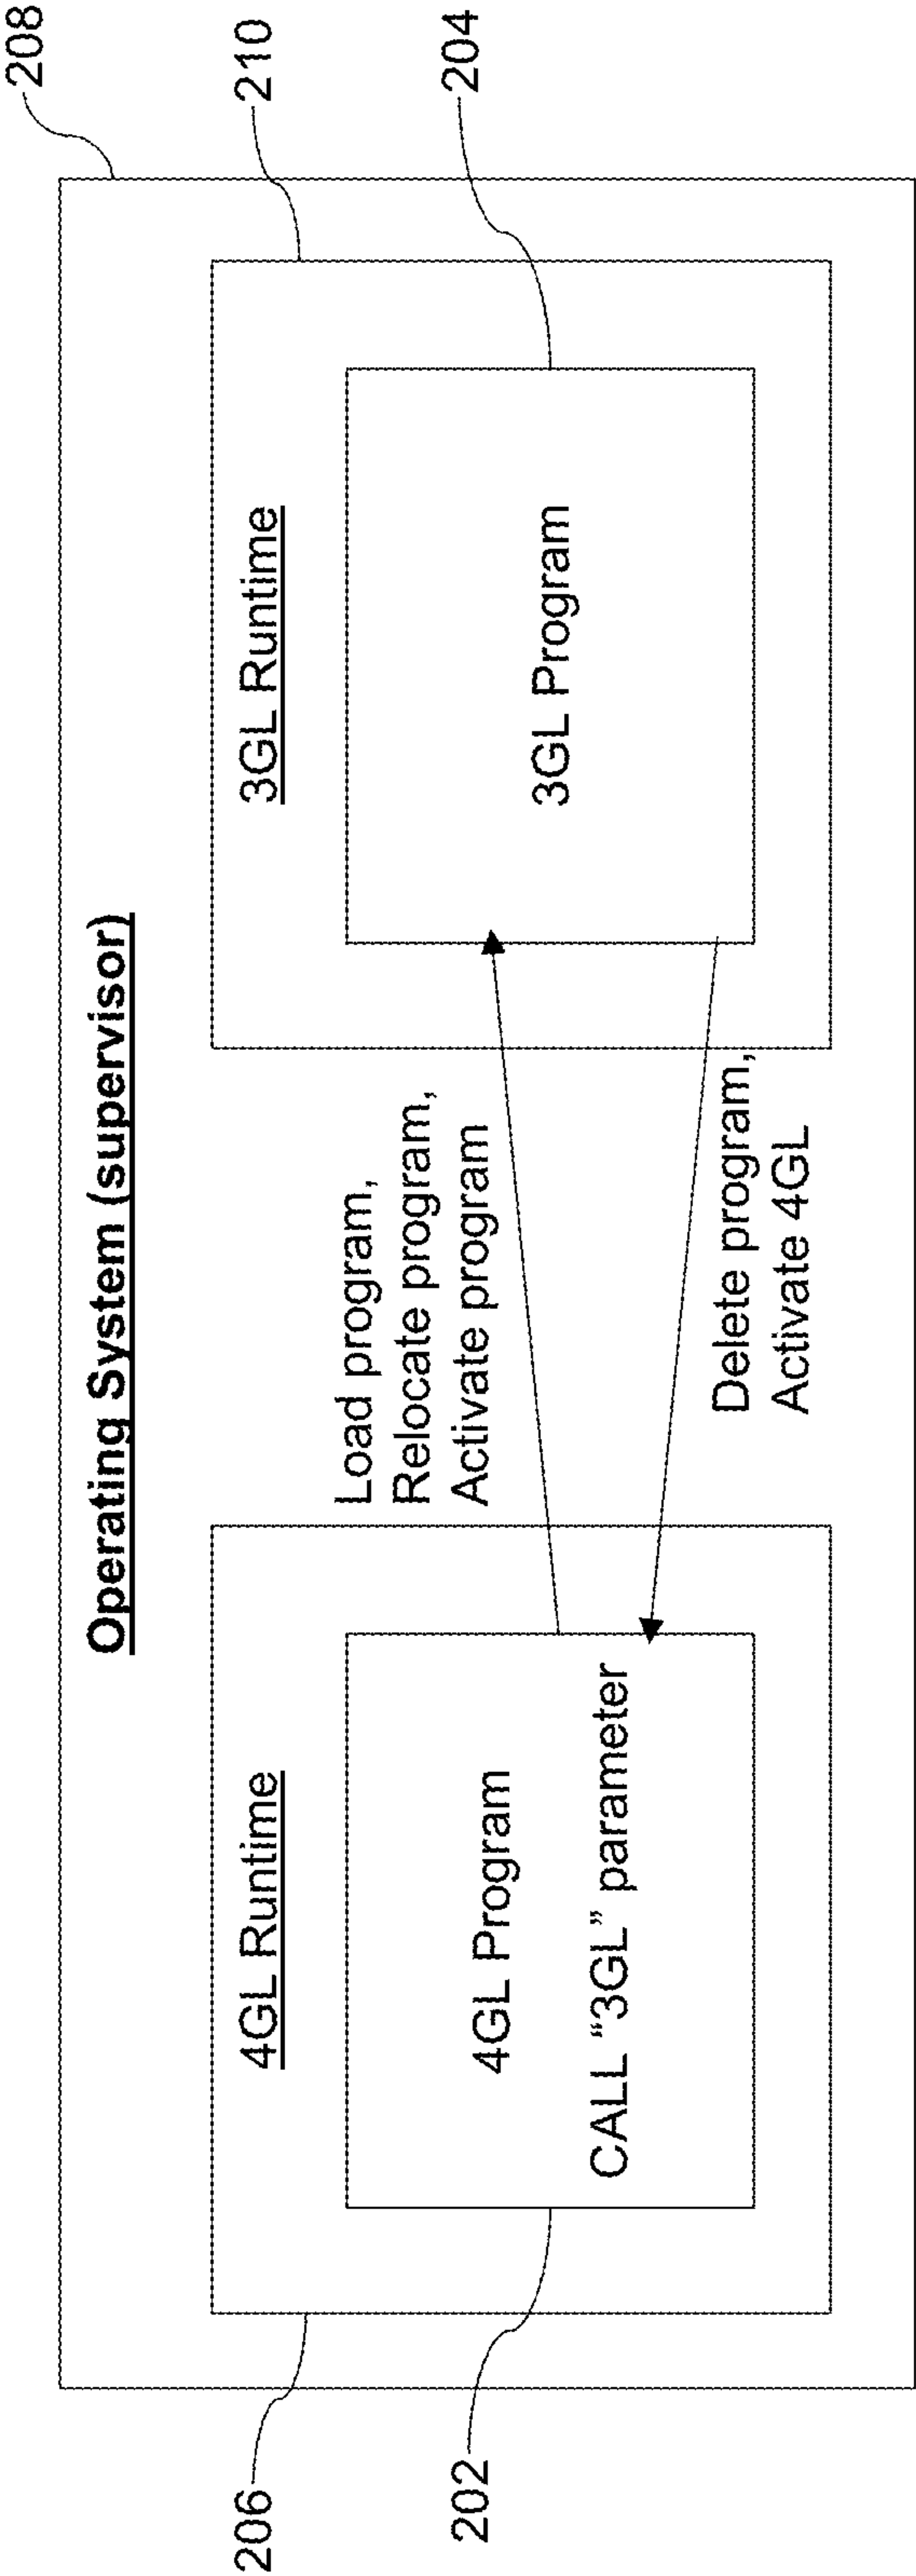 208
Operating System (supervisor)
210
206
4GL Runtime
4GL Program
CALL “3GL” parameter
202
Load program,
Relocate program,
Activate program
Delete program,
Activate 4GL
3GL Runtime
3GL Program
204